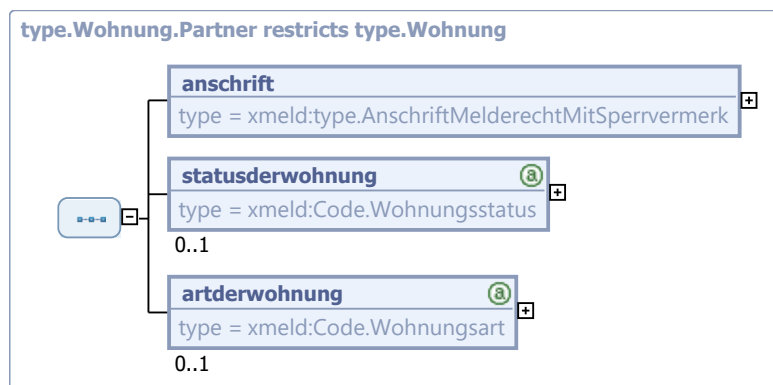 type.Wohnung.Partner restricts type.Wohnung
anschrift
type = xmeld:type.AnschriftMelderechtMitSperrvermerk
statusderwohnung
a
type = xmeld:Code.Wohnungsstatus
0..1
artderwohnung
a
type = xmeld:Code.Wohnungsart
0..1